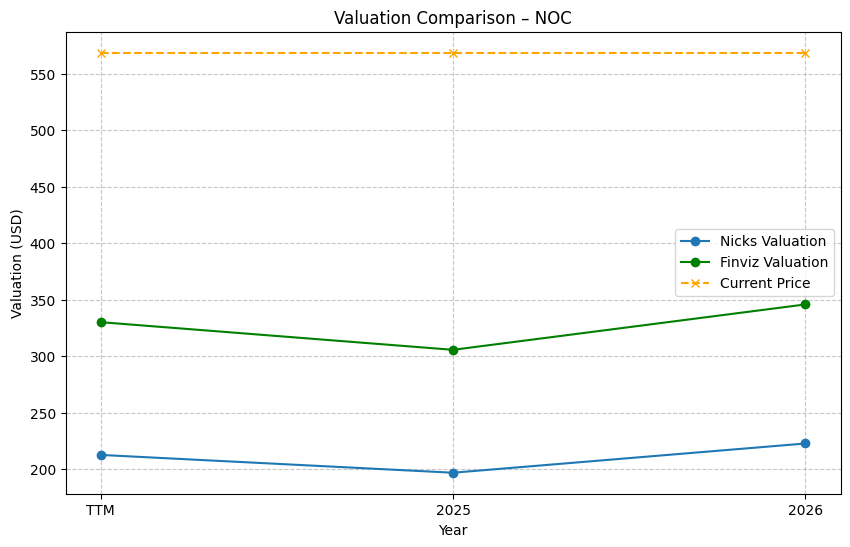 Valuation Comparison – NOC
Valuation (USD)
550
500
450
400
350
300
250
200
Nicks Valuation
Finviz Valuation
Current Price
TTM
2025
2026
Year